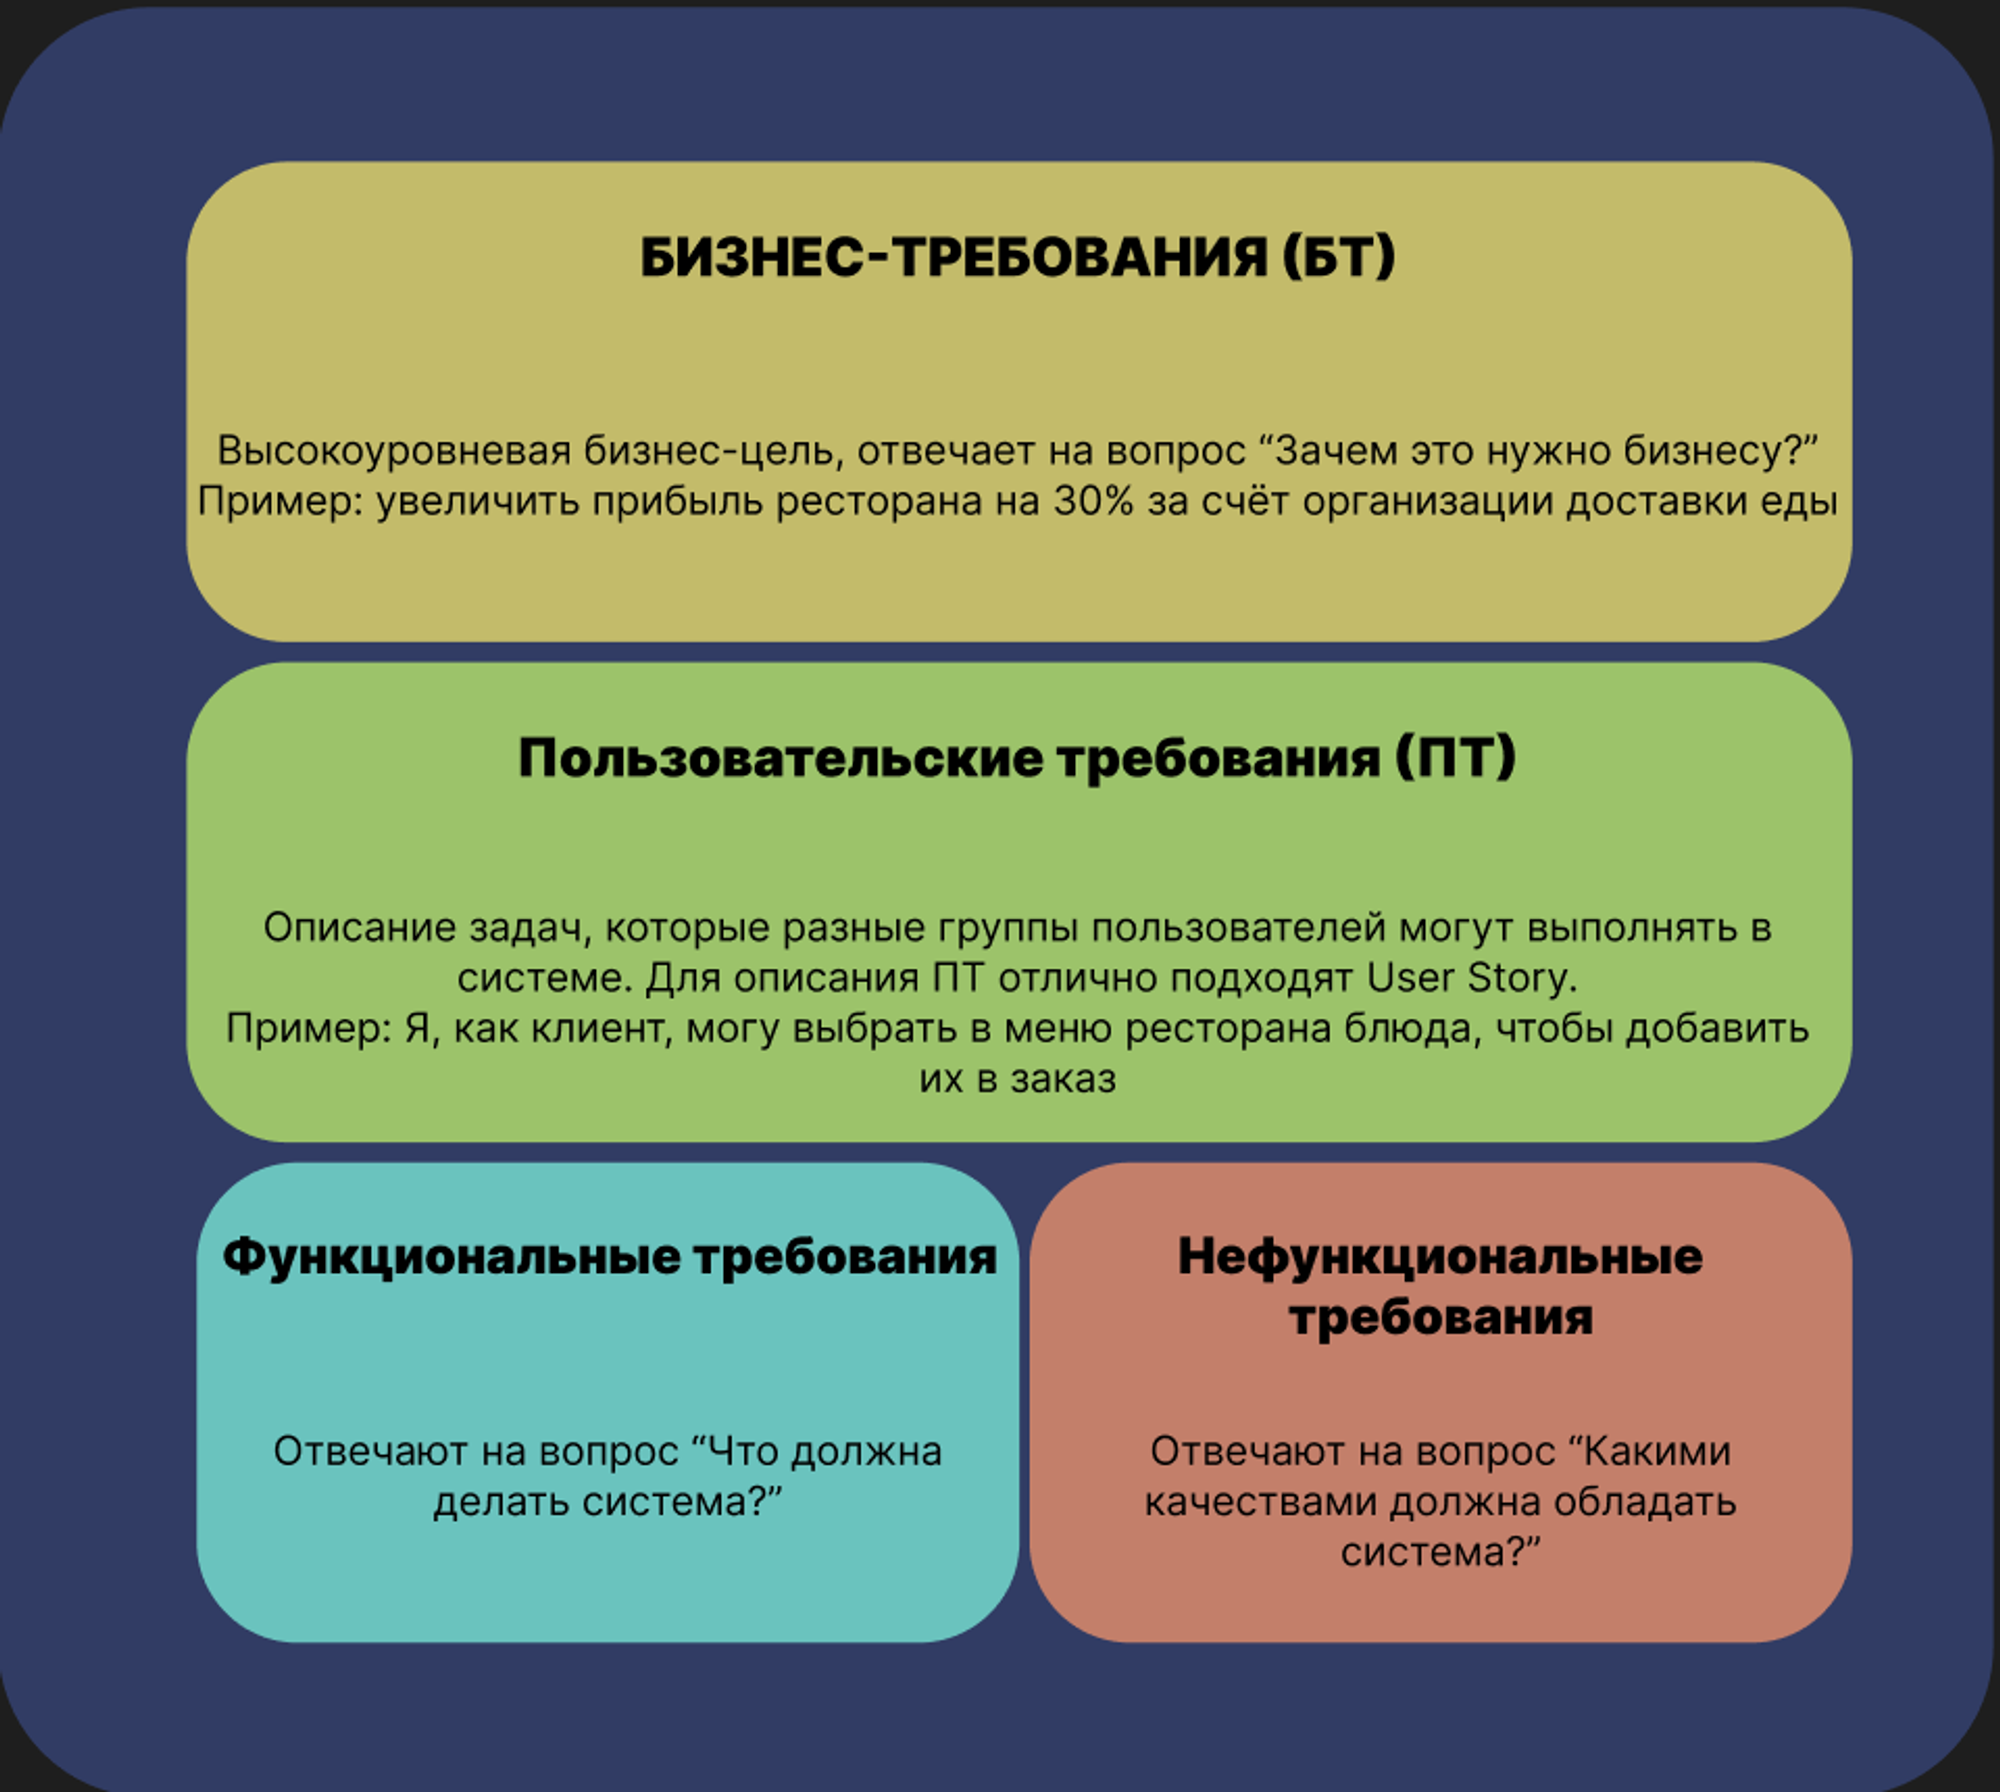 БИЗНЕС-ТРЕБОВАНИЯ (БТ)
Высокоуровневая бизнес-цель, отвечает на вопрос “Зачем это нужно бизнесу?”
Пример: увеличить прибыль ресторана на 30% за счёт организации доставки еды
Пользовательские требования (ПТ)
Описание задач, которые разные группы пользователей могут выполнять в
системе. Для описания ПТ отлично подходят User Story.
Пример: Я, как клиент, могу выбрать в меню ресторана блюда, чтобы добавить
их в заказ
Функциональные требования
Отвечают на вопрос “Что должна
делать система?”
Нефункциональные
требования
Отвечают на вопрос “Какими
качествами должна обладать
система?”